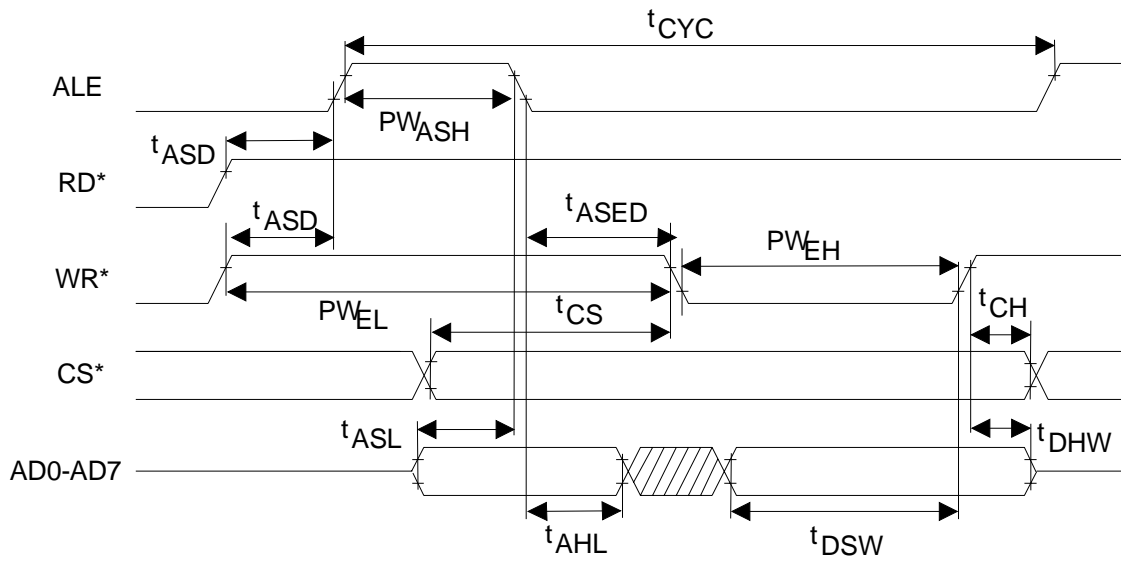 tCYC
ALE
PWASH
tASD
RD*
tASD
tASED
PWEH
WR*
PWEL
tCS
tCH
CS*
tASL
tDHW
AD0-AD7
tAHL
tDSW